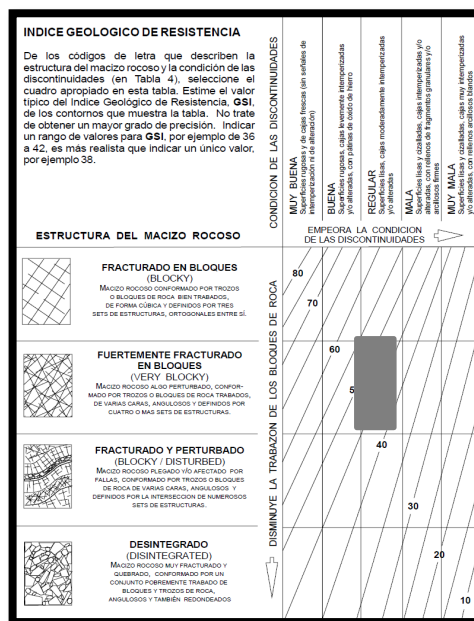 INDICE GEOLOGICO DE RESISTENCIA
De los códigos de letra que describen la
estructura del macizo rocoso y la condición de las
discontinuidades (en Tabla 4), seleccione el
cuadro apropiado en esta tabla. Estime el valor
típico del Indice Geológico de Resistencia, GSI,
de los contornos que muestra la tabla. No trate
de obtener un mayor grado de precisión. Indicar
un rango de valores para GSI, por ejemplo de 36
a 42, es más realista que indicar un único valor,
por ejemplo 38.
CONDICION DE LAS DISCONTINUIDADES
MUY BUENA
Superficies rugosas y de cajas frescas (sin señales de
intemperización ni de alteración)
BUENA
Superficies rugosas, cajas levemente intemperizadas
y/o alteradas, con patinas de óxido de hierro
REGULAR
Superficies lisas, cajas moderadamente intemperizadas
y/o alteradas
MALA
Superficies lisas y cizalladas, cajas intemperizadas y/o
alteradas, con rellenos de fragmentos granulares y/o
arcillosos firmes
MUY MALA
Superficies lisas y cizalladas, cajas muy intemperizadas
y/o alteradas, con rellenos arcillosos blandos
ESTRUCTURA DEL MACIZO ROCOSO
EMPEORA LA CONDICION
DE LAS DISCONTINUIDADES
DISMINUYE LA TRABAZON DE LOS BLOQUES DE ROCA
FRACTURADO EN BLOQUES
(BLOCKY)
MACIZO ROCOSO CONFORMADO POR TROZOS
O BLOQUES DE ROCA BIEN TRABADOS,
DE FORMA CÚBICA Y DEFINIDOS POR TRES
SETS DE ESTRUCTURAS, ORTOGONALES ENTRE SÍ.
80
70
FUERTEMENTE FRACTURADO
EN BLOQUES
(VERY BLOCKY)
MACIZO ROCOSO ALGO PERTURBADO, CONFOR-
MADO POR TROZOS O BLOQUES DE ROCA TRABADOS,
DE VARIAS CARAS, ANGULOSOS Y DEFINIDOS POR
CUATRO O MAS SETS DE ESTRUCTURAS.
60
5
FRACTURADO Y PERTURBADO
(BLOCKY / DISTURBED)
MACIZO ROCOSO PLEGADO Y/O AFECTADO POR
FALLAS, CONFORMADO POR TROZOS O BLOQUES
DE ROCA DE VARIAS CARAS, ANGULOSOS Y
DEFINIDOS POR LA INTERSECCION DE NUMEROSOS
SETS DE ESTRUCTURAS.
40
30
DESINTEGRADO
(DISINTEGRATED)
MACIZO ROCOSO MUY FRACTURADO Y
QUEBRADO, CONFORMADO POR UN
CONJUNTO POBREMENTE TRABADO DE
BLOQUES Y TROZOS DE ROCA,
ANGULOSOS Y TAMBIÉN REDONDEADOS
20
10